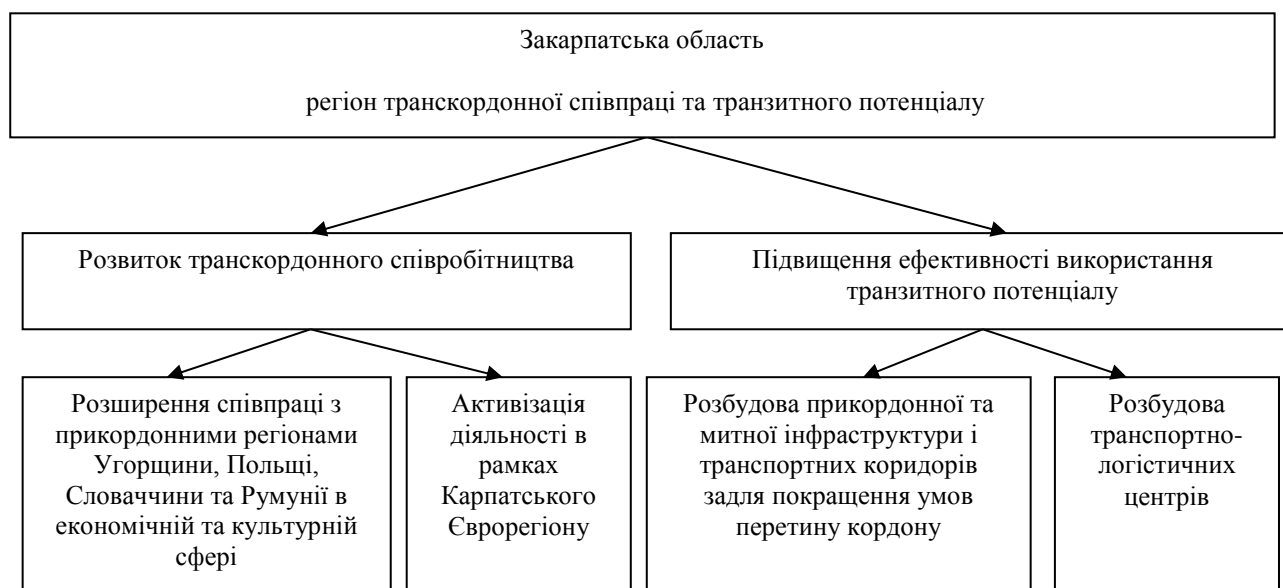 Закарпатська область
регіон транскордонної співпраці та транзитного потенціалу
Розвиток транскордонного співробітництва
Підвищення ефективності використання
транзитного потенціалу
Розширення співпраці з
прикордонними регіонами
Угорщини, Польщі,
Словаччини та Румунії в
економічній та культурній
сфері
Активізація
діяльності в
рамках
Карпатського
Єврорегіону
Розбудова прикордонної та
митної інфраструктури і
транспортних коридорів
задля покращення умов
перетину кордону
Розбудова
транспортно-
логістичних
центрів